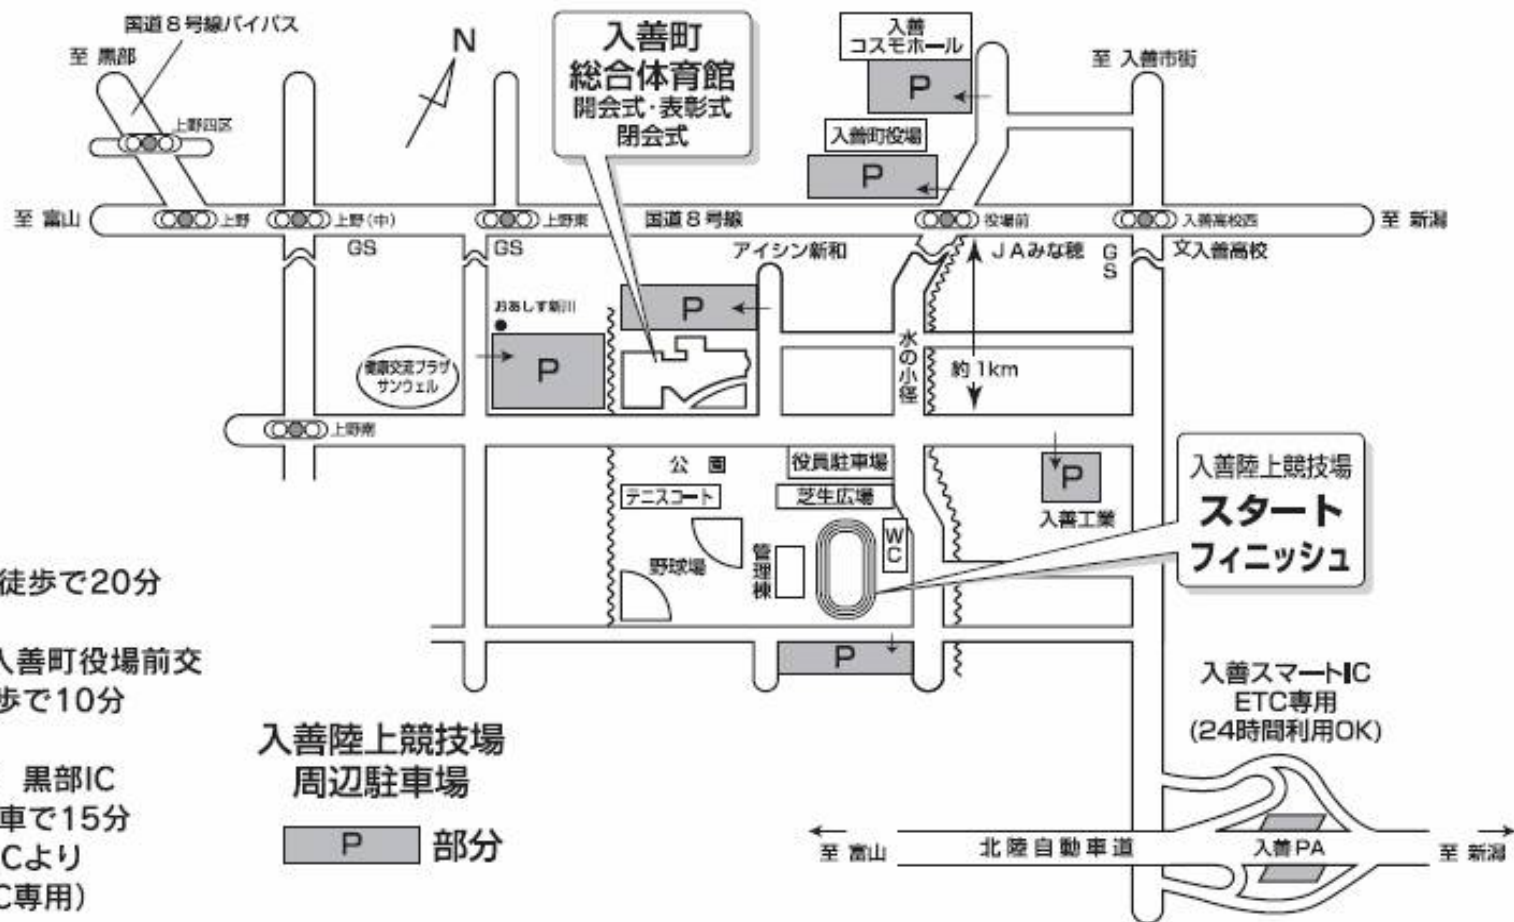 国道8号線バイパス
至 黒部
N
入善町
総合体育館
開会式・表彰式
閉会式
入善
コスモホール
P
至 入善市街
上野四区
入善町役場
P
至 富山
上野
上野(中)
上野東
国道8号線
役場前
入善高校西
至 新潟
GS
GS
アイシン新和
JAみな穂
GS
文入善高校
おあしす新川
P
P
健康交流プラザ
サンウェル
水の小径
約1km
上野南
公園
役員駐車場
テニスコート
芝生広場
P
入善工業
入善陸上競技場
スタート
フィニッシュ
WC
野球場
管理棟
徒歩で20分
入善町役場前交
歩で10分
黒部IC
車で15分
Cより
C専用)
P
入善陸上競技場
周辺駐車場
P 部分
入善スマートIC
ETC専用
(24時間利用OK)
至 富山
北陸自動車道
入善PA
至 新潟